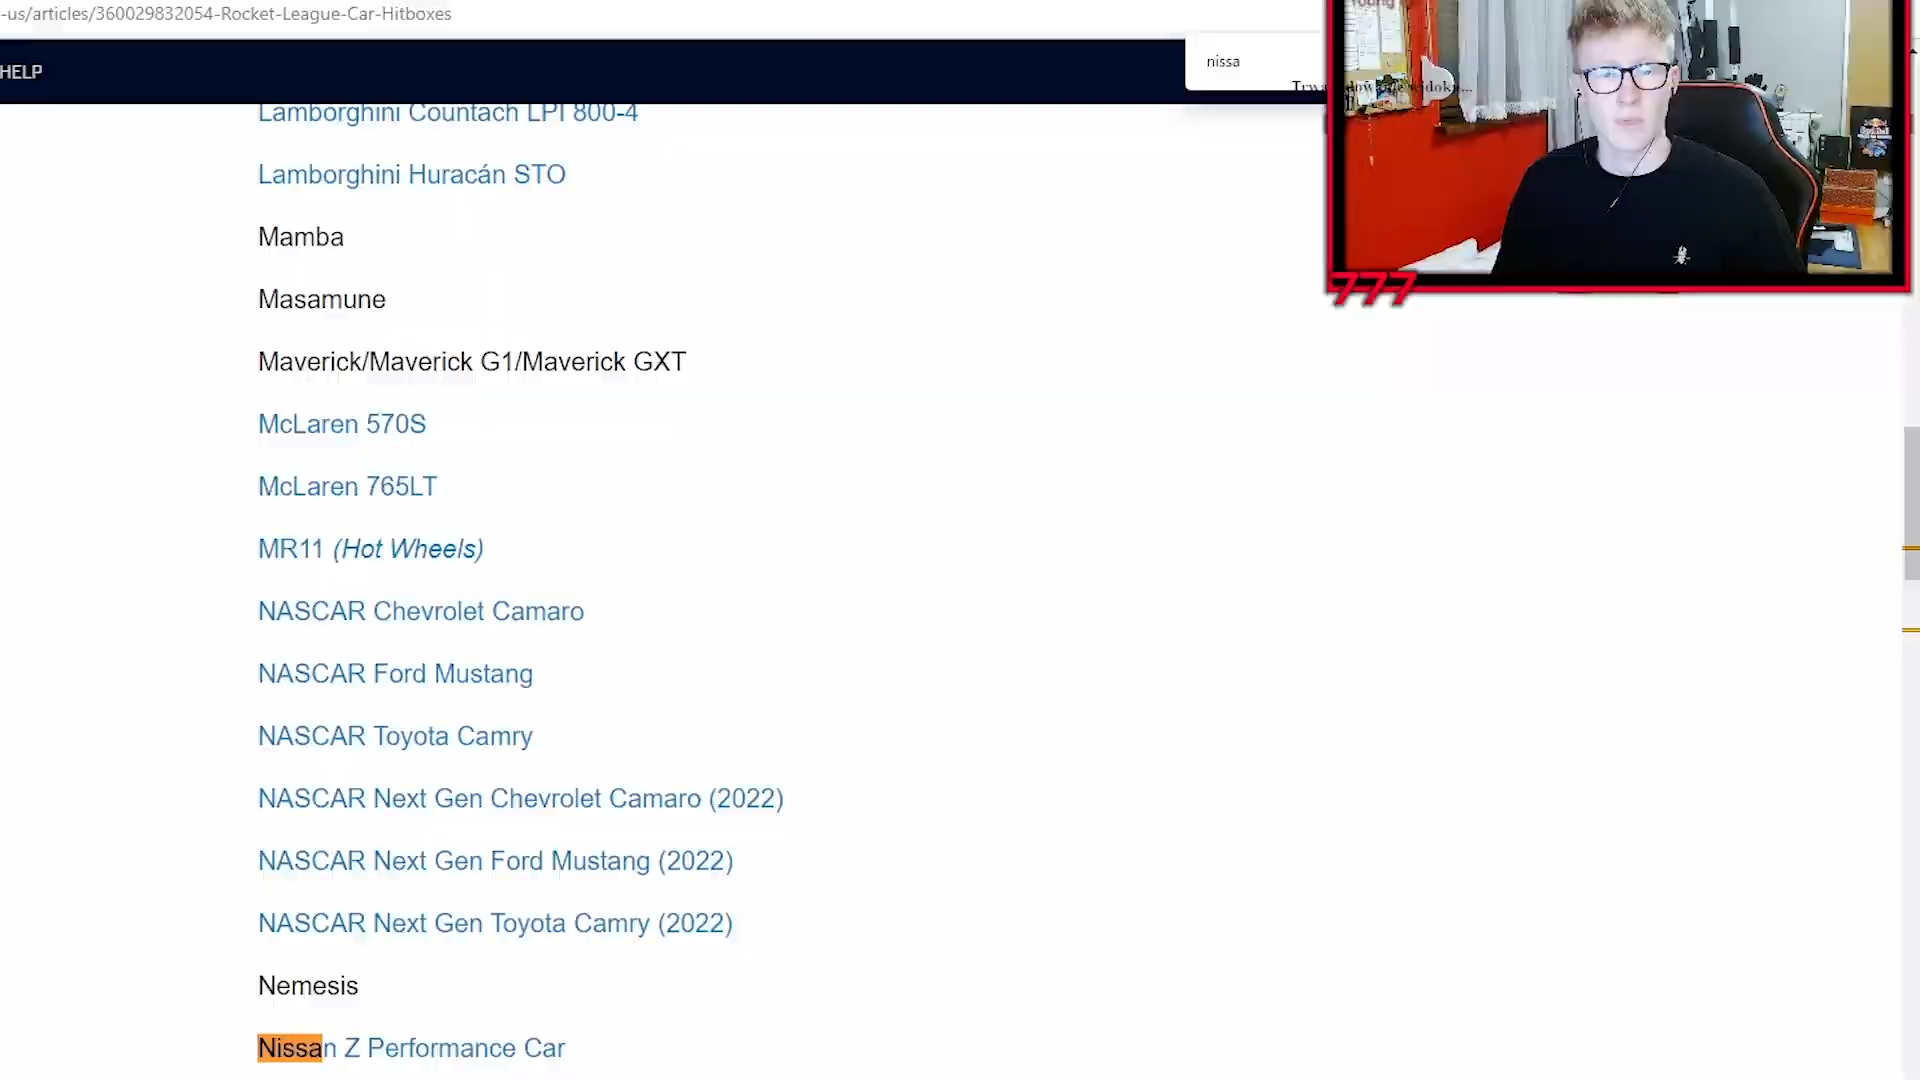 -us/articles/360029832054-Rocket-League-Car-Hitboxes
HELP
nissa
Lamborghini Countach LPI 800-4
Lamborghini Huracán STO
Mamba
Masamune
777
Maverick/Maverick G1/Maverick GXT
McLaren 570S
McLaren 765LT
MR11 (Hot Wheels)
NASCAR Chevrolet Camaro
NASCAR Ford Mustang
NASCAR Toyota Camry
NASCAR Next Gen Chevrolet Camaro (2022)
NASCAR Next Gen Ford Mustang (2022)
NASCAR Next Gen Toyota Camry (2022)
Nemesis
Nissan Z Performance Car